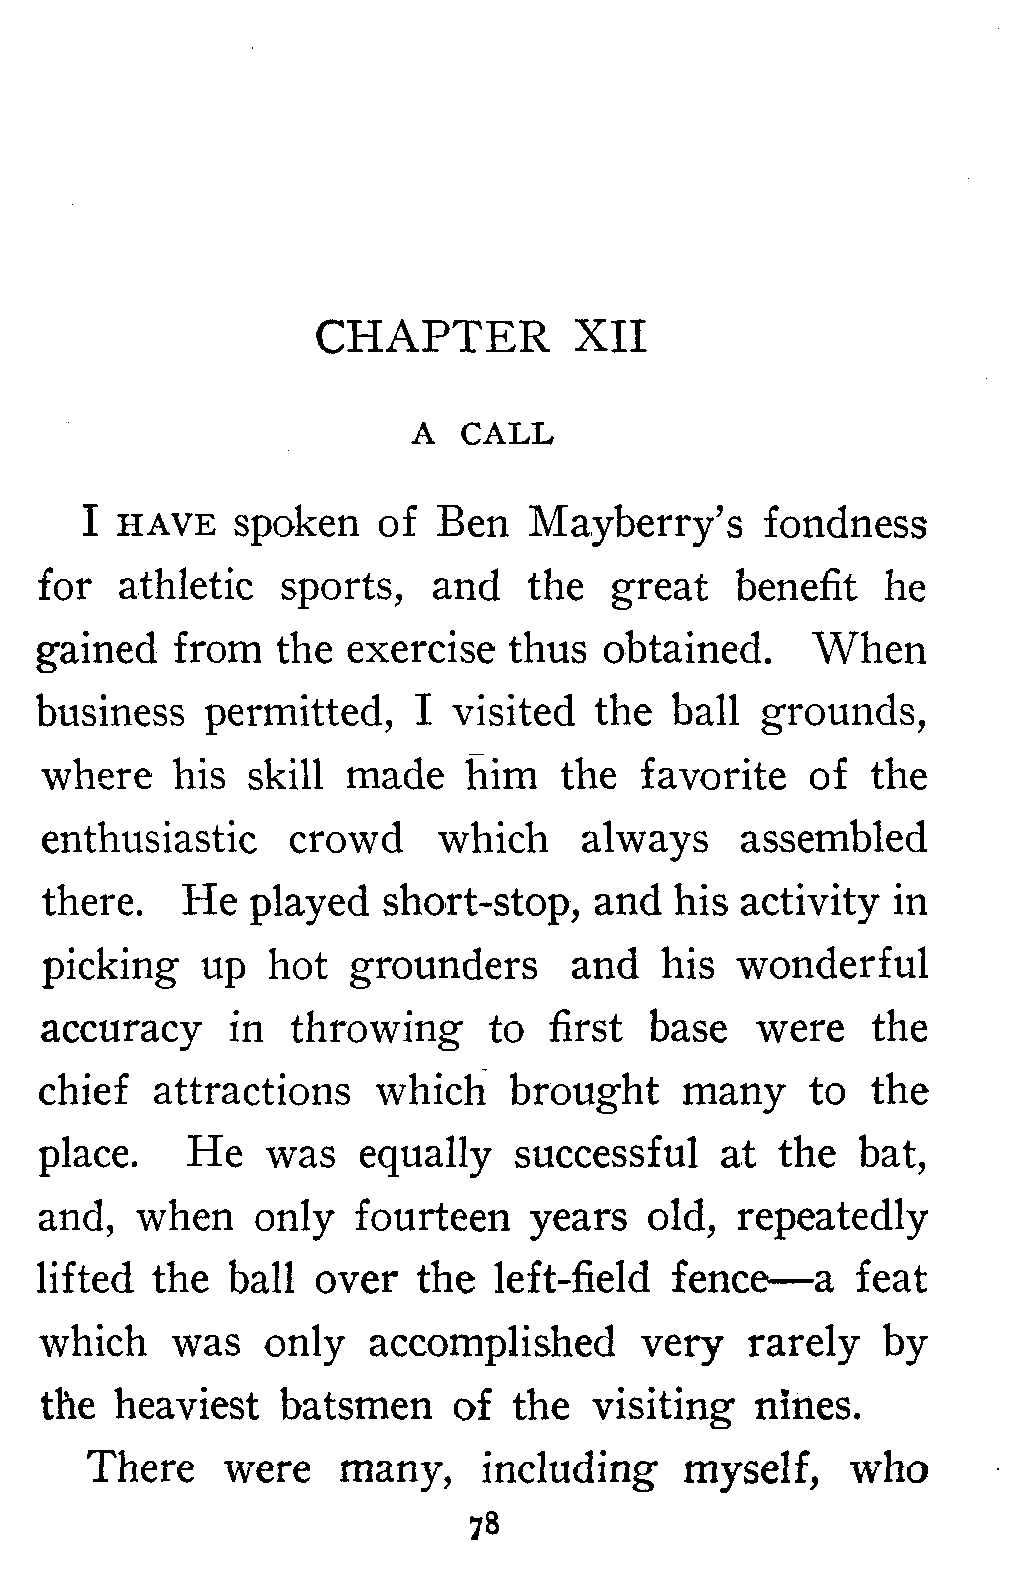 CHAPTER XII
A CALL
I HAVE spoken of Ben Mayberry's fondness
for athletic sports, and the great benefit he
gained from the exercise thus obtained. When
business permitted, I visited the ball grounds,
where his skill made him the favorite of the
enthusiastic crowd which always assembled
there. He played short-stop, and his activity in
picking up hot grounders and his wonderful
accuracy in throwing to first base were the
chief attractions which brought many to the
place. He was equally successful at the bat,
and, when only fourteen years old, repeatedly
lifted the ball over the left-field fence—a feat
which was only accomplished very rarely by
the heaviest batsmen of the visiting nines.
There were many, including myself, who
78